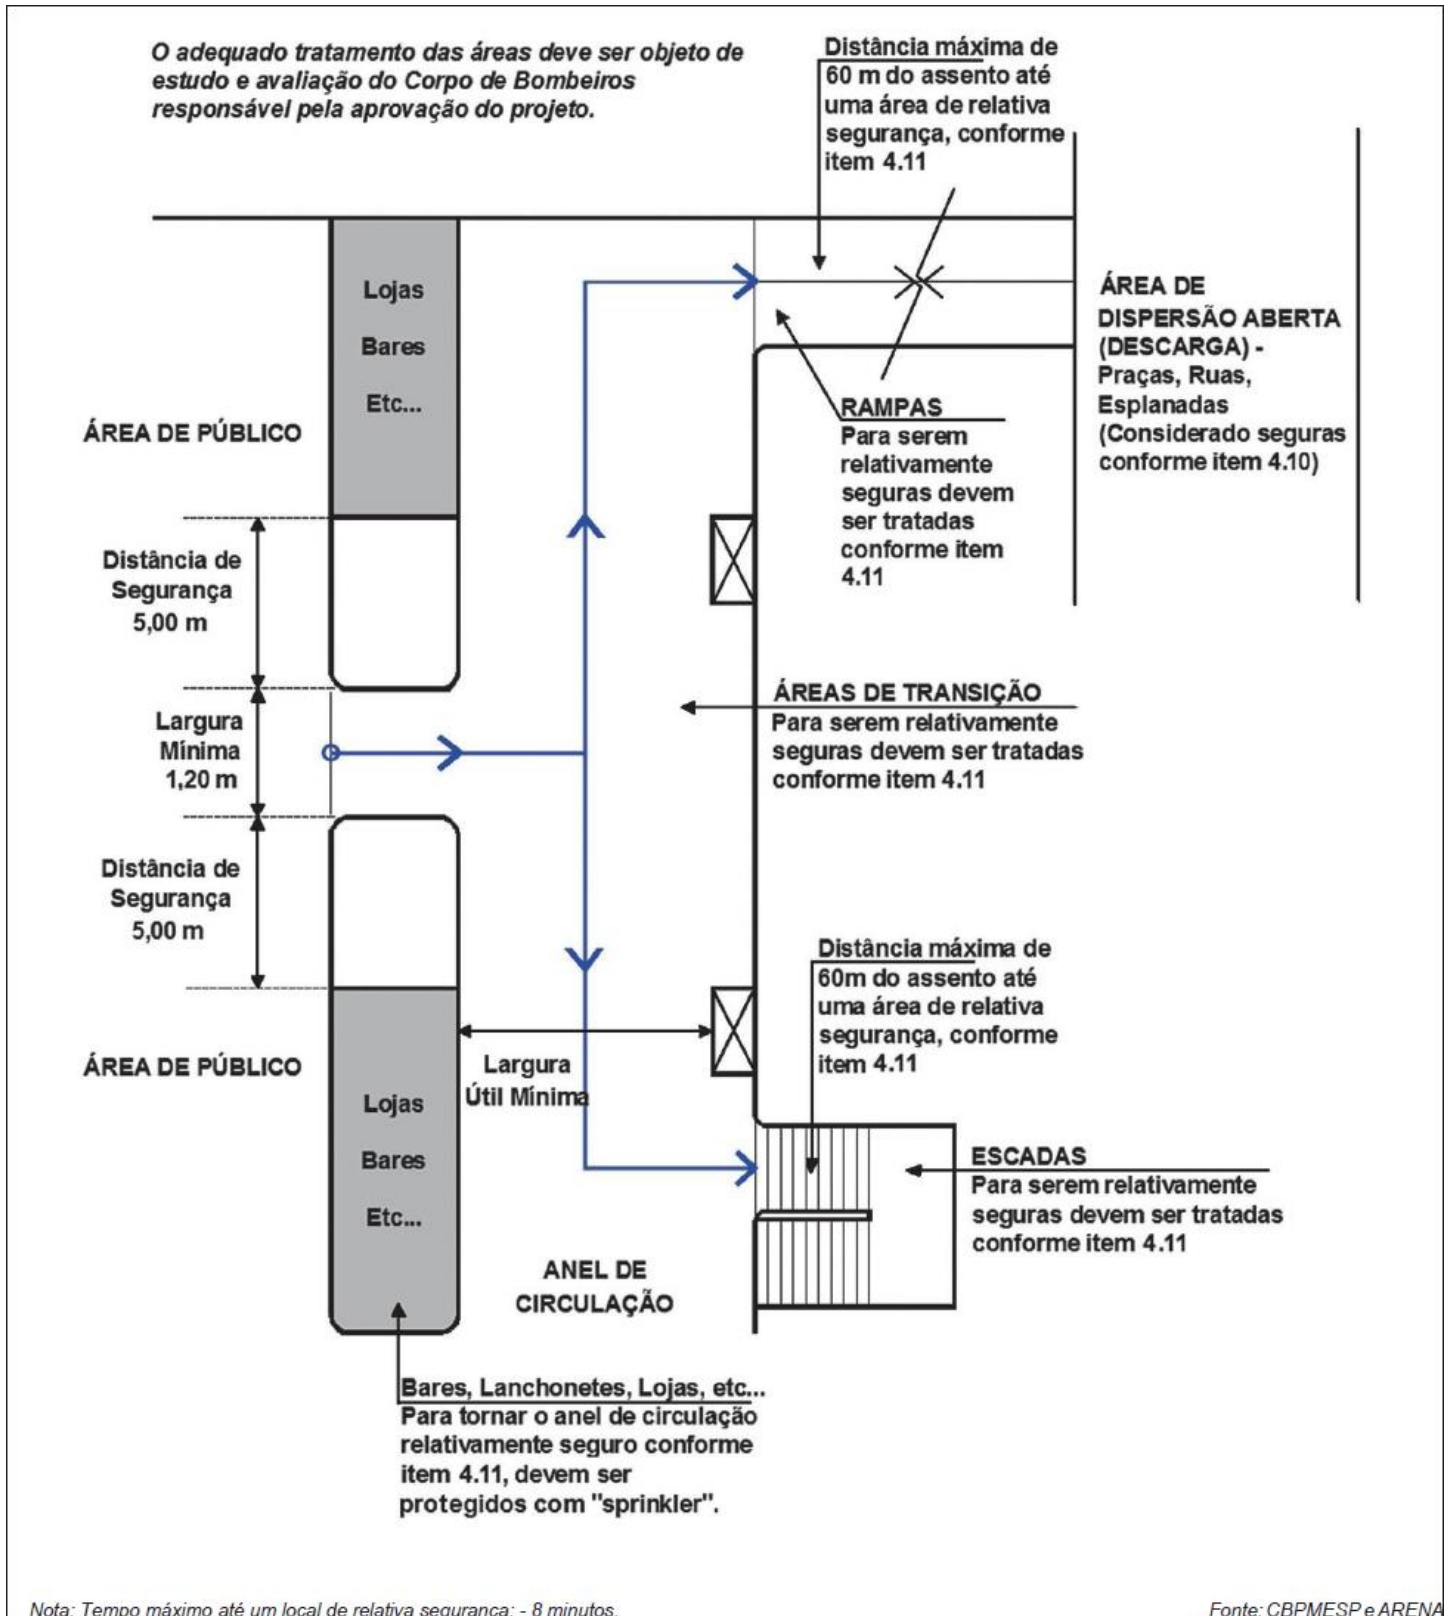 O adequado tratamento das áreas deve ser objeto de
estudo e avaliação do Corpo de Bombeiros
responsável pela aprovação do projeto.
Distância máxima de
60 m do assento até
uma área de relativa
segurança, conforme
item 4.11
Lojas
Bares
Etc...
ÁREA DE PÚBLICO
ÁREA DE
DISPERSÃO ABERTA
(DESCARGA) -
Praças, Ruas,
Esplanadas
(Considerado seguras
conforme item 4.10)
RAMPAS
Para serem
relativamente
seguras devem
ser tratadas
conforme item
4.11
Distância de
Segurança
5,00 m
Largura
Mínima
1,20 m
ÁREAS DE TRANSIÇÃO
Para serem relativamente
seguras devem ser tratadas
conforme item 4.11
Distância de
Segurança
5,00 m
Distância máxima de
60m do assento até
uma área de relativa
segurança, conforme
item 4.11
ÁREA DE PÚBLICO
Largura
Útil Mínima
Lojas
Bares
Etc...
ESCADAS
Para serem relativamente
seguras devem ser tratadas
conforme item 4.11
ANEL DE
CIRCULAÇÃO
Bares, Lanchonetes, Lojas, etc...
Para tornar o anel de circulação
relativamente seguro conforme
item 4.11, devem ser
protegidos com "sprinkler".
Nota: Tempo máximo até um local de relativa segurança: - 8 minutos.
Fonte: CBPMESP e ARENA